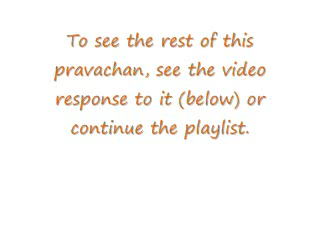 To see the rest of this
pravachan, see the video
response to it (below) or
continue the playlist.